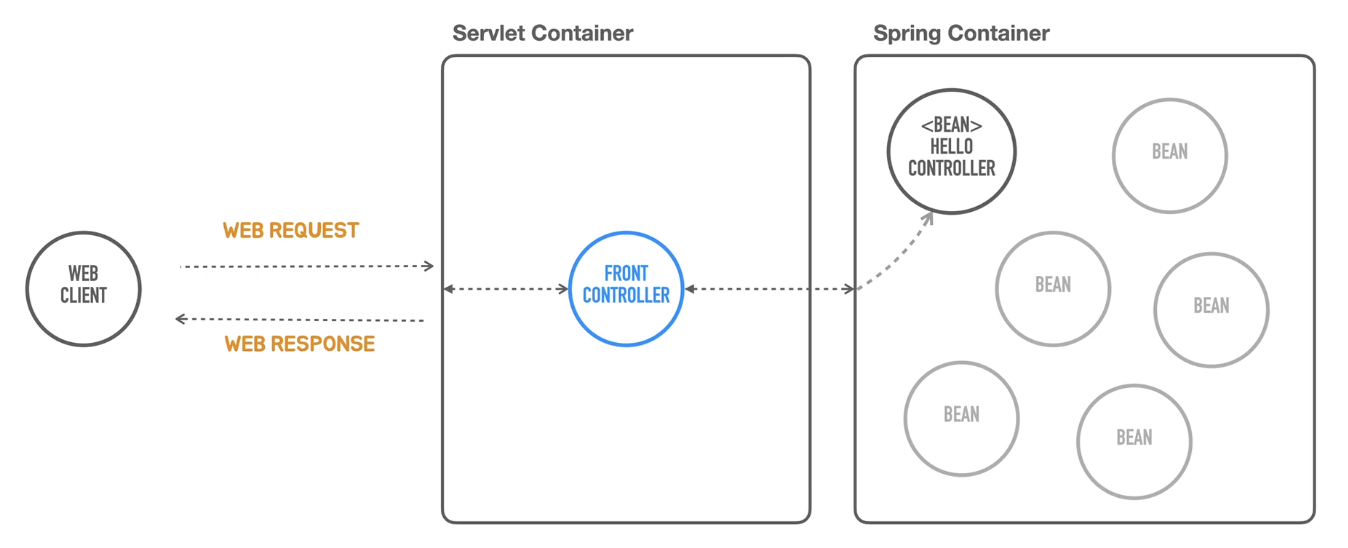 Servlet Container
Spring Container
<BEAN>
HELLO
CONTROLLER
BEAN
WEB REQUEST
WEB
CLIENT
FRONT
CONTROLLER
BEAN
BEAN
WEB RESPONSE
BEAN
BEAN